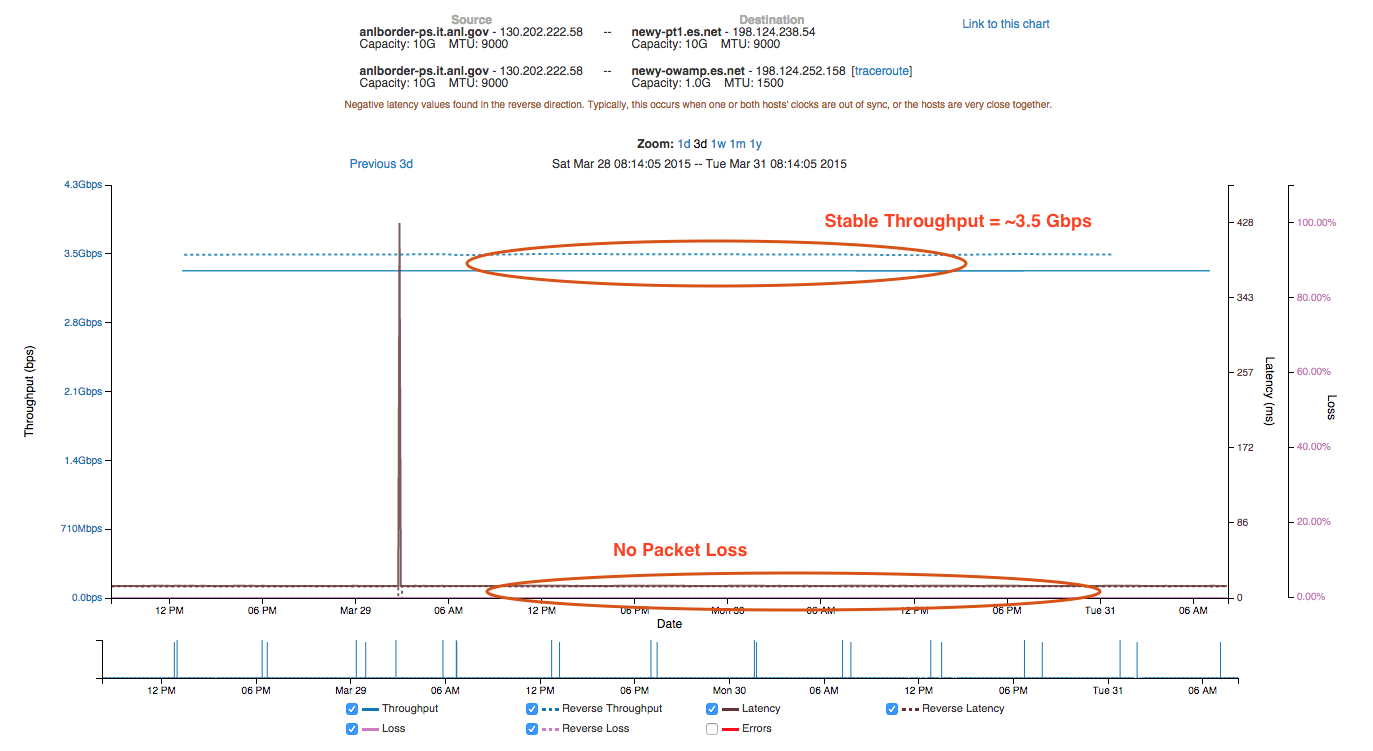 Source Destination
anlborder-ps.it.anl.gov - 130.202.222.58 -- newy-pt1.es.net - 198.124.238.54 Link to this chart
Capacity: 10G MTU: 9000 Capacity: 10G MTU: 9000
anlborder-ps.it.anl.gov - 130.202.222.58 -- newy-owamp.es.net - 198.124.252.158 [traceroute]
Capacity: 10G MTU: 9000 Capacity: 1.0G MTU: 1500
Negative latency values found in the reverse direction. Typically, this occurs when one or both hosts' clocks are out of sync, or the hosts are very close together.
Zoom: 1d 3d 1w 1m 1y
Previous 3d Sat Mar 28 08:14:05 2015 -- Tue Mar 31 08:14:05 2015
4.3Gbps
Stable Throughput = ~3.5 Gbps
428 100.00%
3.5Gbps
343 80.00%
2.8Gbps
257 60.00%
2.1Gbps
Throughput (bps)
Latency (ms)
Loss
172 40.00%
1.4Gbps
86 20.00%
710Mbps
No Packet Loss
0.0bps 0 0.00%
12 PM 06 PM Mar 29 06 AM 12 PM 06 PM Mon 30 06 AM 12 PM 06 PM Tue 31 06 AM
Date
12 PM 06 PM Mar 29 06 AM 12 PM 06 PM Mon 30 06 AM 12 PM 06 PM Tue 31 06 AM
Throughput Reverse Throughput Latency Reverse Latency
Loss Reverse Loss Errors